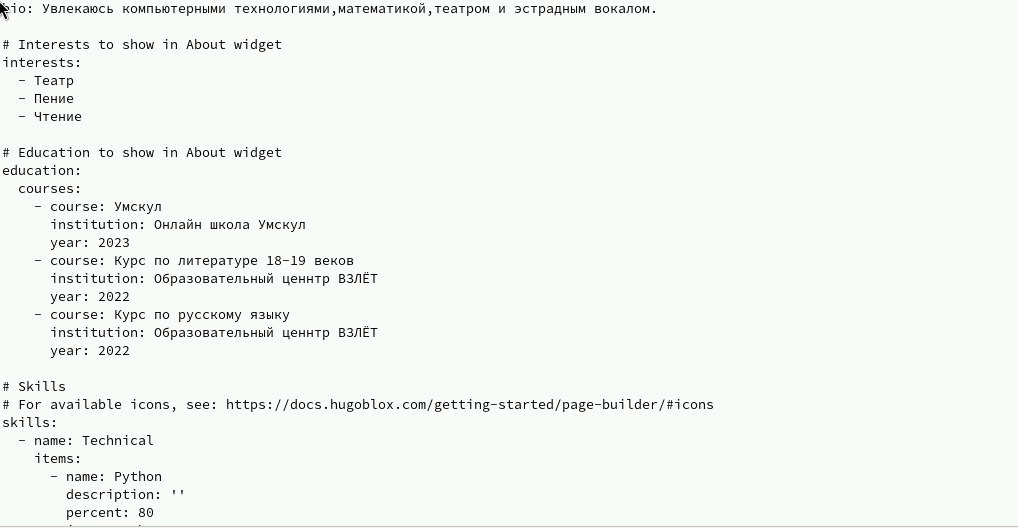 bio: Увлекаюсь компьютерными технологиями,математикой,театром и эстрадным вокалом.
# Interests to show in About widget
interests:
  - Театр
  - Пение
  - Чтение
# Education to show in About widget
education:
  courses:
    - course: Умскул
      institution: Онлайн школа Умскул
      year: 2023
    - course: Курс по литературе 18-19 веков
      institution: Образовательный ценнтр ВЗЛЁТ
      year: 2022
    - course: Курс по русскому языку
      institution: Образовательный ценнтр ВЗЛЁТ
      year: 2022
# Skills
# For available icons, see: https://docs.hugoblox.com/getting-started/page-builder/#icons
skills:
  - name: Technical
    items:
      - name: Python
        description: ''
        percent: 80